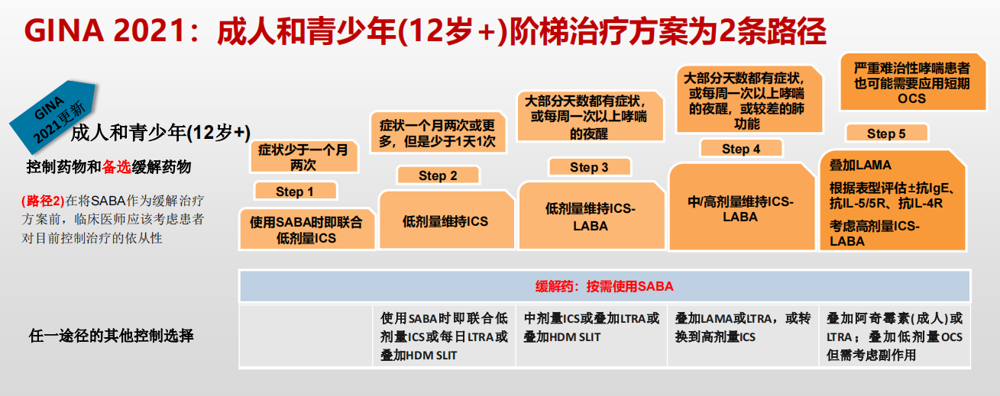 GINA 2021：成人和青少年(12岁+)阶梯治疗方案为2条路径
GINA
2021更新
成人和青少年(12岁+)
控制药物和备选缓解药物
(路径2)在将SABA作为缓解治疗
方案前，临床医师应该考虑患者
对目前控制治疗的依从性
症状少于一个月
两次
Step 1
使用SABA时即联合
低剂量ICS
症状一个月两次或更
多，但是少于1天1次
Step 2
低剂量维持ICS
大部分天数都有症状，
或每周一次以上哮喘
的夜醒
Step 3
低剂量维持ICS-
LABA
大部分天数都有症状，
或每周一次以上哮喘
的夜醒，或较差的肺
功能
Step 4
中/高剂量维持ICS-
LABA
严重难治性哮喘患者
也可能需要应用短期
OCS
Step 5
叠加LAMA
根据表型评估±抗IgE、
抗IL-5/5R、抗IL-4R
考虑高剂量ICS-
LABA
缓解药：按需使用SABA
任一途径的其他控制选择
使用SABA时即联合低
剂量ICS或每日LTRA或
叠加HDM SLIT
中剂量ICS或叠加LTRA或
叠加HDM SLIT
叠加LAMA或LTRA，或转
换到高剂量ICS
叠加阿奇霉素(成人)或
LTRA；叠加低剂量OCS
但需考虑副作用